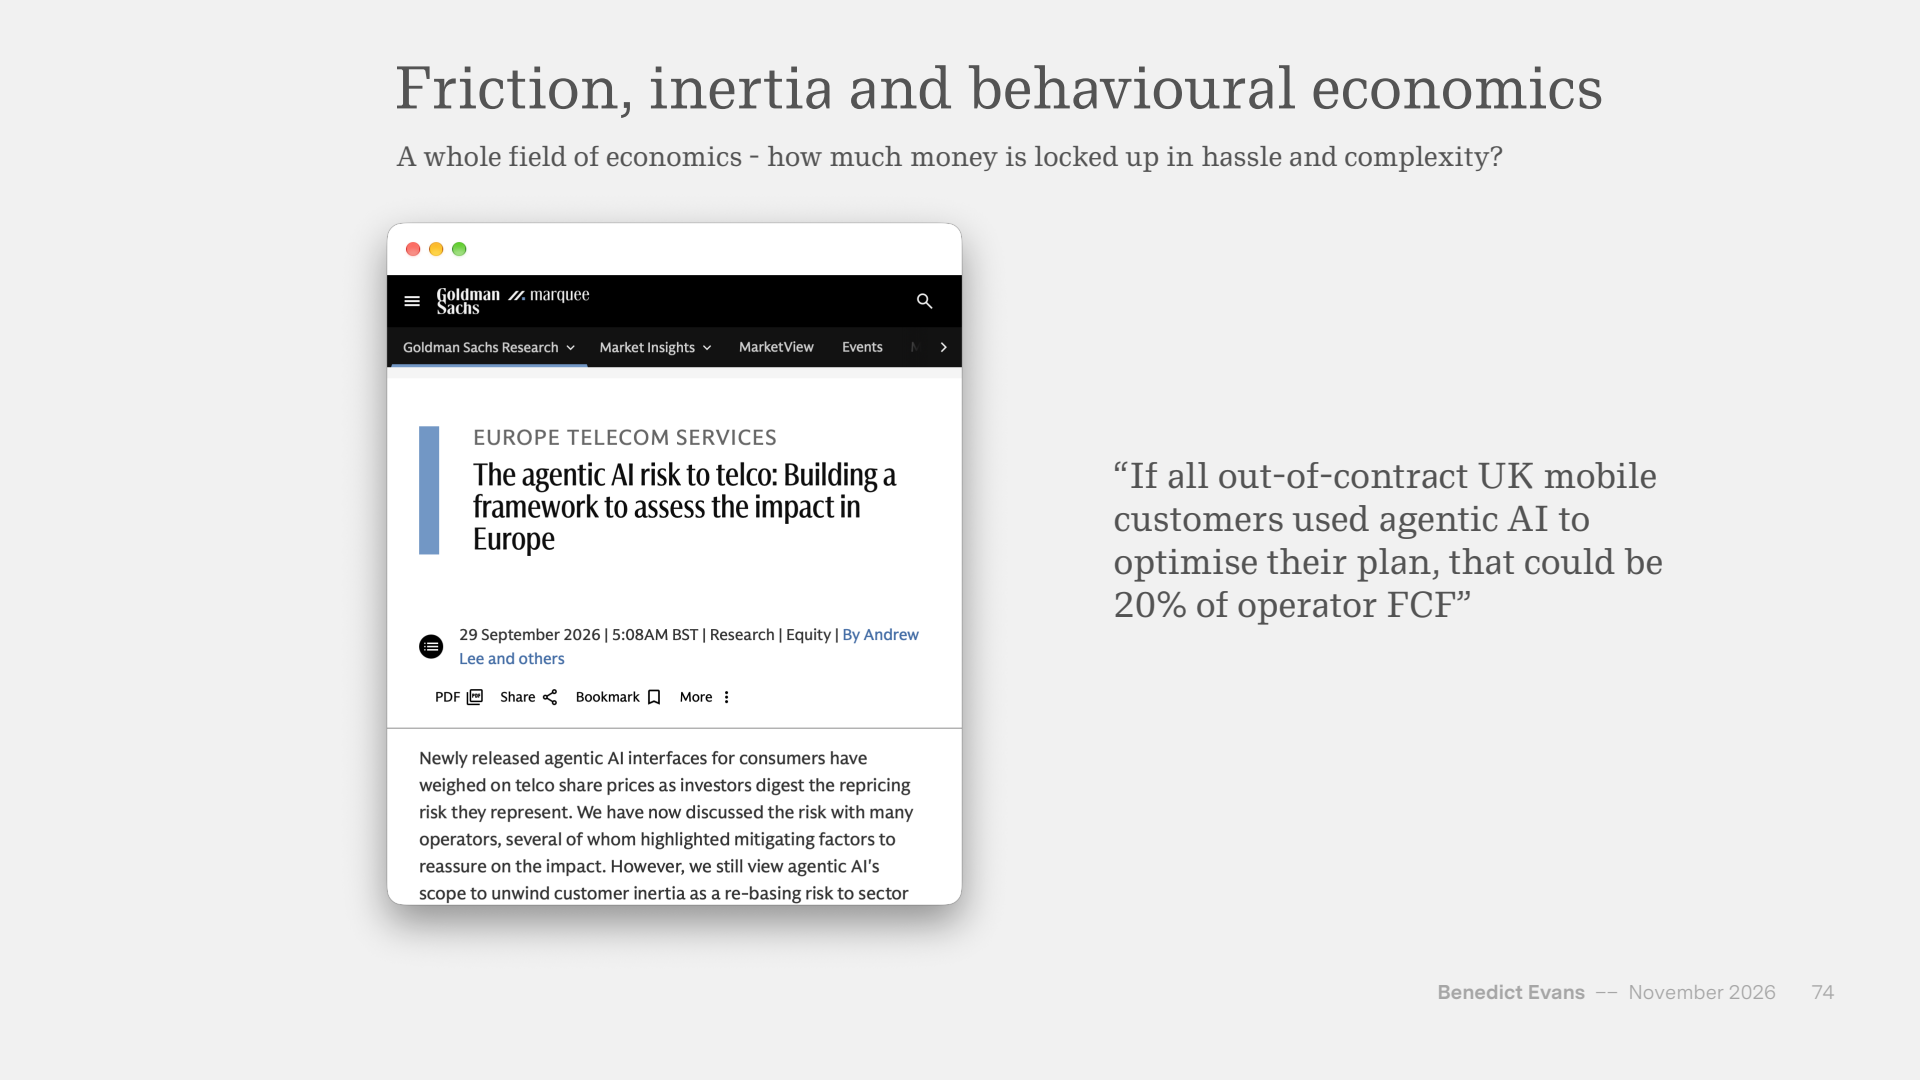 Friction, inertia and behavioural economics
A whole field of economics - how much money is locked up in hassle and complexity?
Goldman
Sachs
marquee
Goldman Sachs Research
Market Insights
MarketView
Events
EUROPE TELECOM SERVICES
The agentic AI risk to telco: Building a
framework to assess the impact in
Europe
29 September 2026 | 5:08AM BST | Research | Equity | By Andrew
Lee and others
PDF
Share
Bookmark
More
Newly released agentic AI interfaces for consumers have
weighed on telco share prices as investors digest the repricing
risk they represent. We have now discussed the risk with many
operators, several of whom highlighted mitigating factors to
reassure on the impact. However, we still view agentic AI's
scope to unwind customer inertia as a re-basing risk to sector
“If all out-of-contract UK mobile
customers used agentic AI to
optimise their plan, that could be
20% of operator FCF”
Benedict Evans –– November 2026 74